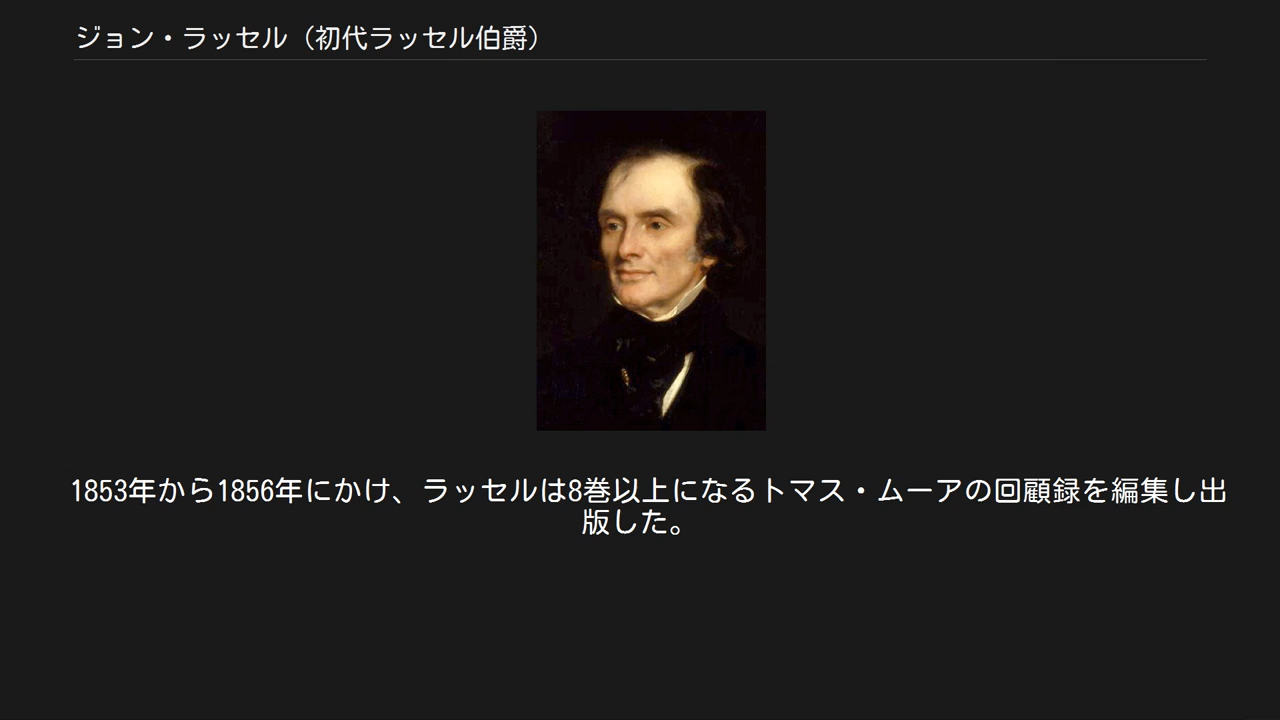 ジョン・ラッセル（初代ラッセル伯爵）
1853年から1856年にかけ、ラッセルは8巻以上になるトマス・ムーアの回顧録を編集し出
版した。